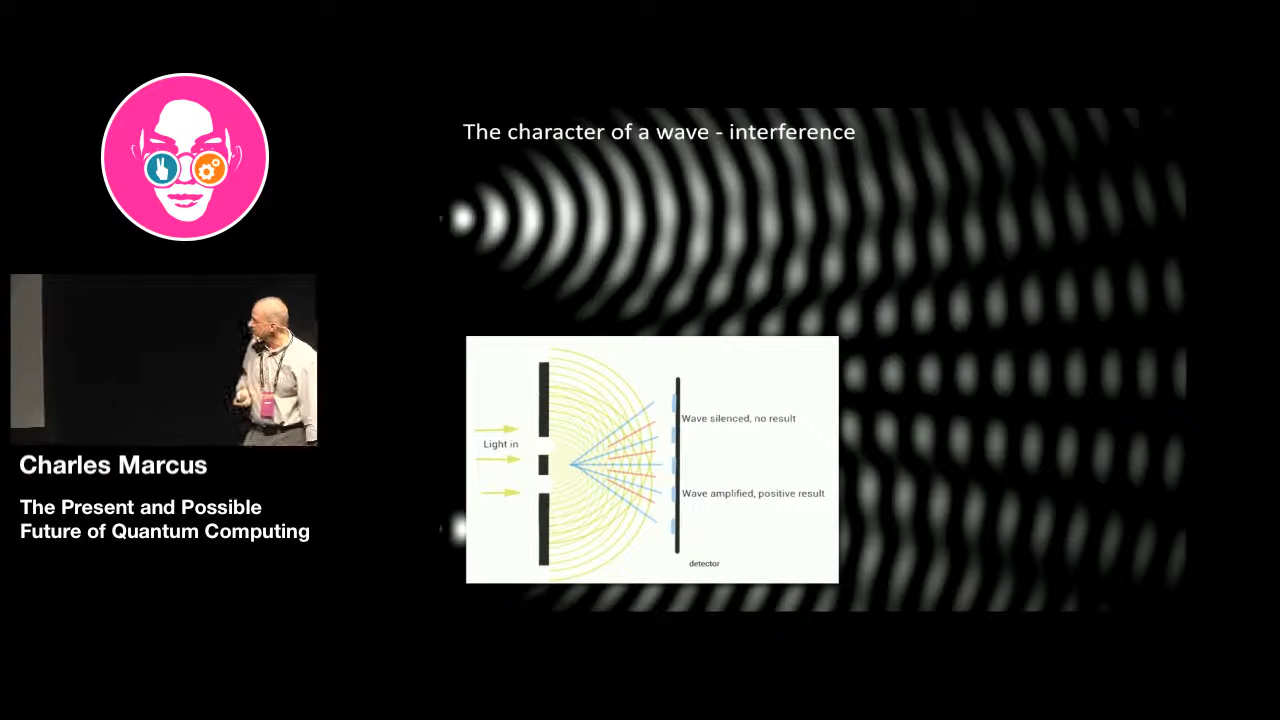 The character of a wave - interference
Light in
Wave silenced, no result
Wave amplified, positive result
detector
Charles Marcus
The Present and Possible
Future of Quantum Computing